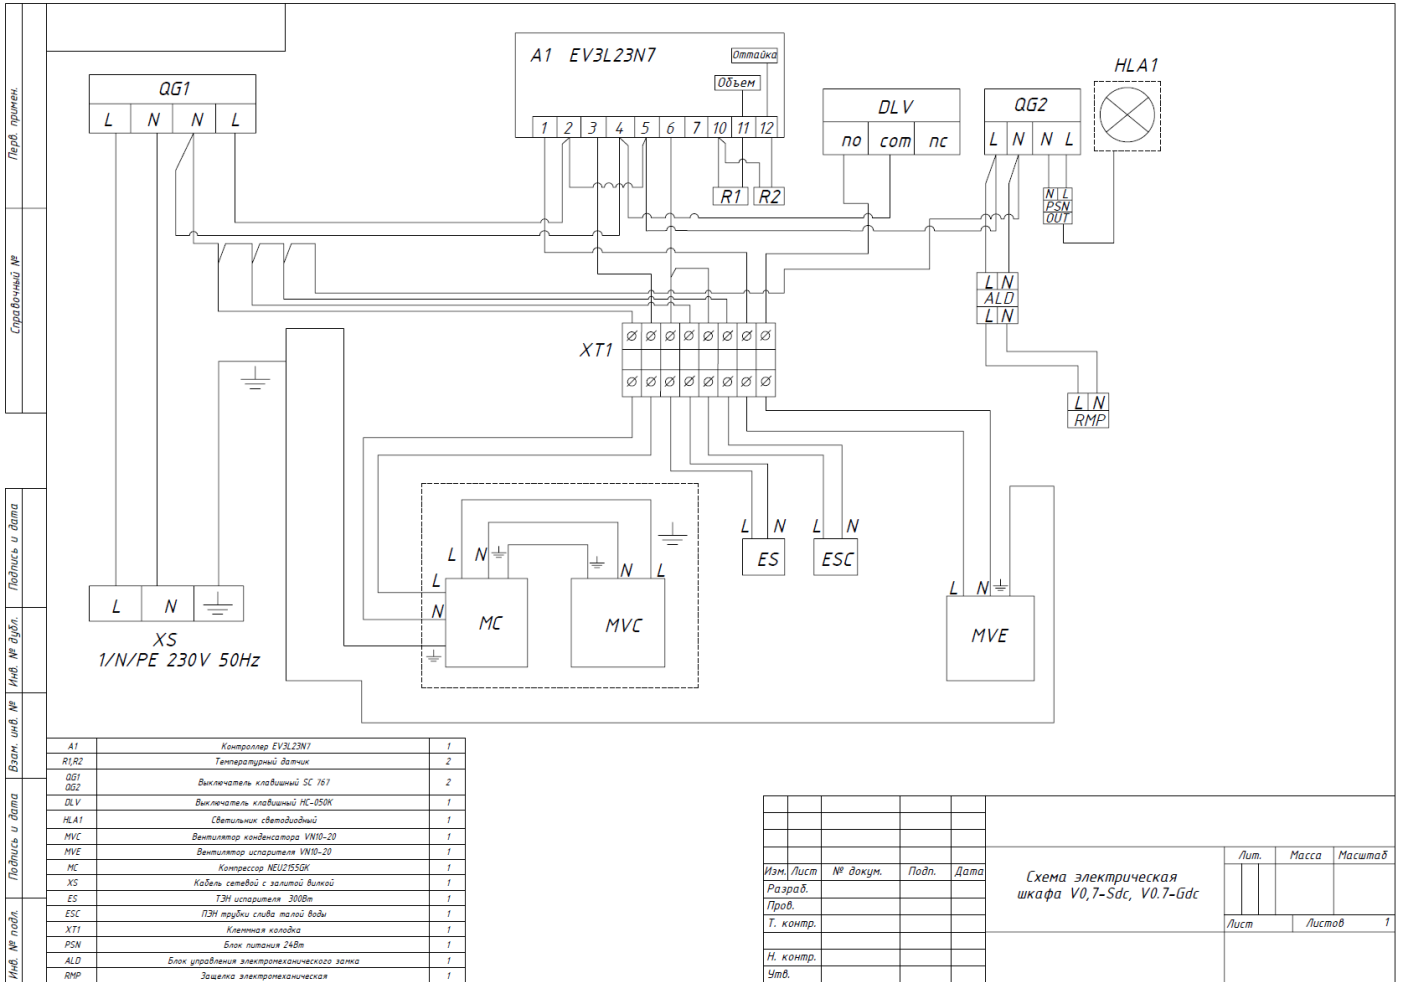 Перв. примен.
Справочный №
Подпись и дата
Инв. № дубл.
Взам. инв. №
Подпись и дата
Инв. № подл.
QG1
L N N L
A1 EV3L23N7
Оттайка
Объем
1 2 3 4 5 6 7 10 11 12
R1 R2
DLV
no com nc
QG2
L N N L
HLA1
N L
PSN
OUT
L N
ALD
L N
L N
RMP
XT1
L N
L N
ES
L N
ESC
L N
MVE
L N
L
N
MC
N L
MVC
L N
XS
1/N/PE 230V 50Hz
A1 Контроллер EV3L23N7 1
R1,R2 Температурный датчик 2
QG1
QG2 Выключатель клавишный SC 767 2
DLV Выключатель клавишный HC-050K 1
HLA1 Светильник светодиодный 1
MVC Вентилятор конденсатора VN10-20 1
MVE Вентилятор испарителя VN10-20 1
MC Компрессор NEU2155GK 1
XS Кабель сетевой с залитой вилкой 1
ES ТЭН испарителя 300Вт 1
ESC ПЭН трубки слива талой воды 1
XT1 Клеммная колодка 1
PSN Блок питания 24Вт 1
ALD Блок управления электромеханического замка 1
RMP Защелка электромеханическая 1
Изм. Лист № докум. Подп. Дата
Разраб.
Пров.
Т. контр.
Н. контр.
Утв.
Схема электрическая
шкафа V0,7-Sdc, V0.7-Gdc
Лит. Масса Масштаб
Лист Листов 1